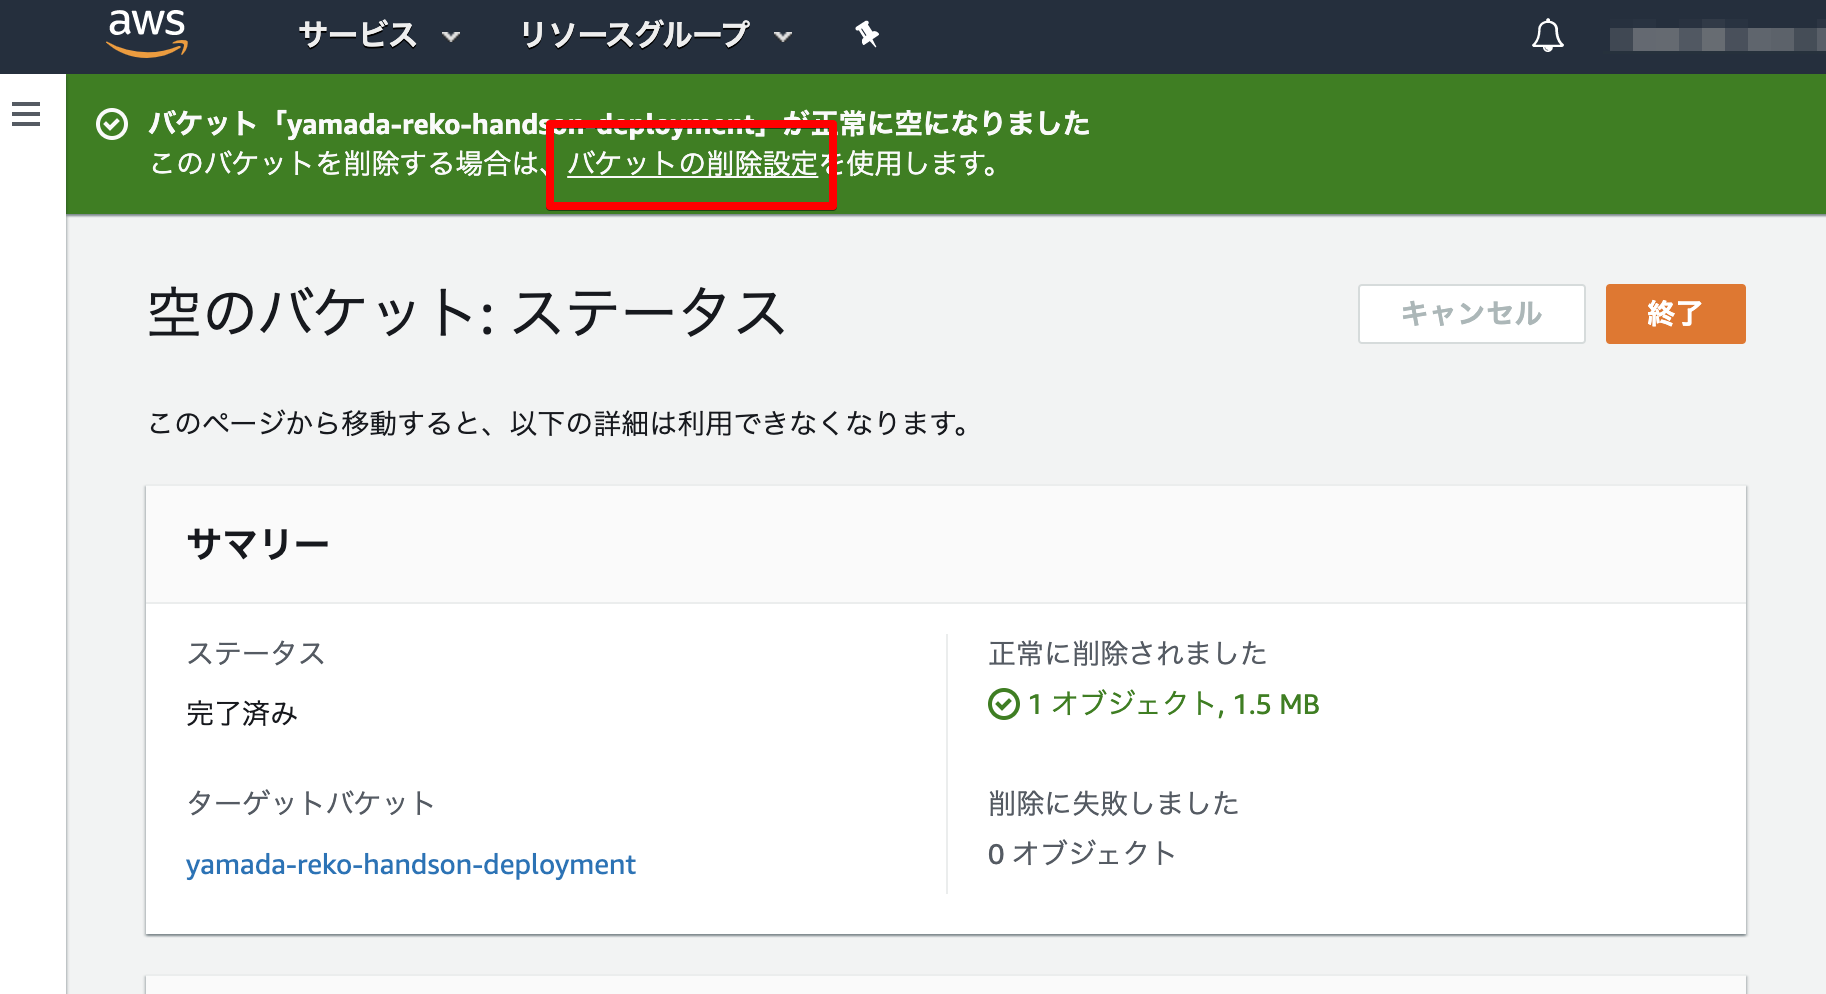 aws サービス リソースグループ
バケット「yamada-reko-handson-deployment」が正常に空になりました
このバケットを削除する場合は、バケットの削除設定を使用します。
空のバケット: ステータス
キャンセル 終了
このページから移動すると、以下の詳細は利用できなくなります。
サマリー
ステータス
完了済み
正常に削除されました
1 オブジェクト, 1.5 MB
ターゲットバケット
yamada-reko-handson-deployment
削除に失敗しました
0 オブジェクト